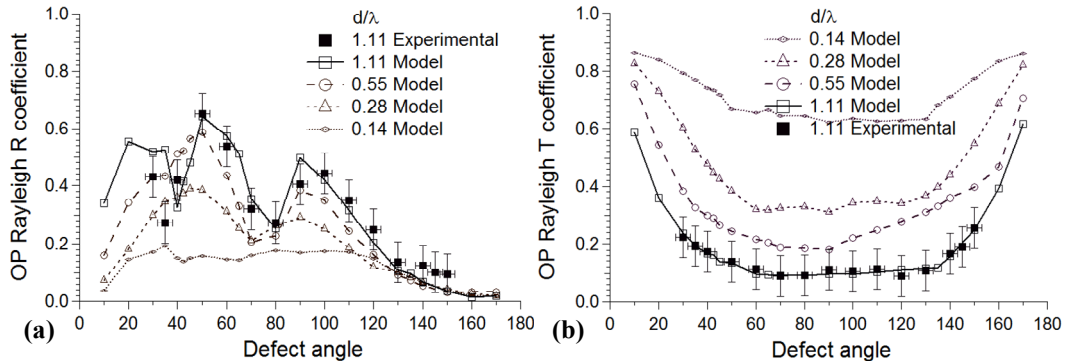 d/λ
1.11 Experimental
1.11 Model
0.55 Model
0.28 Model
0.14 Model
OP Rayleigh R coefficient
1.0
0.8
0.6
0.4
0.2
0.0
0 20 40 60 80 100 120 140 160 180
Defect angle
(a)
d/λ
0.14 Model
0.28 Model
0.55 Model
1.11 Model
1.11 Experimental
OP Rayleigh T coefficient
1.0
0.8
0.6
0.4
0.2
0.0
0 20 40 60 80 100 120 140 160 180
Defect angle
(b)